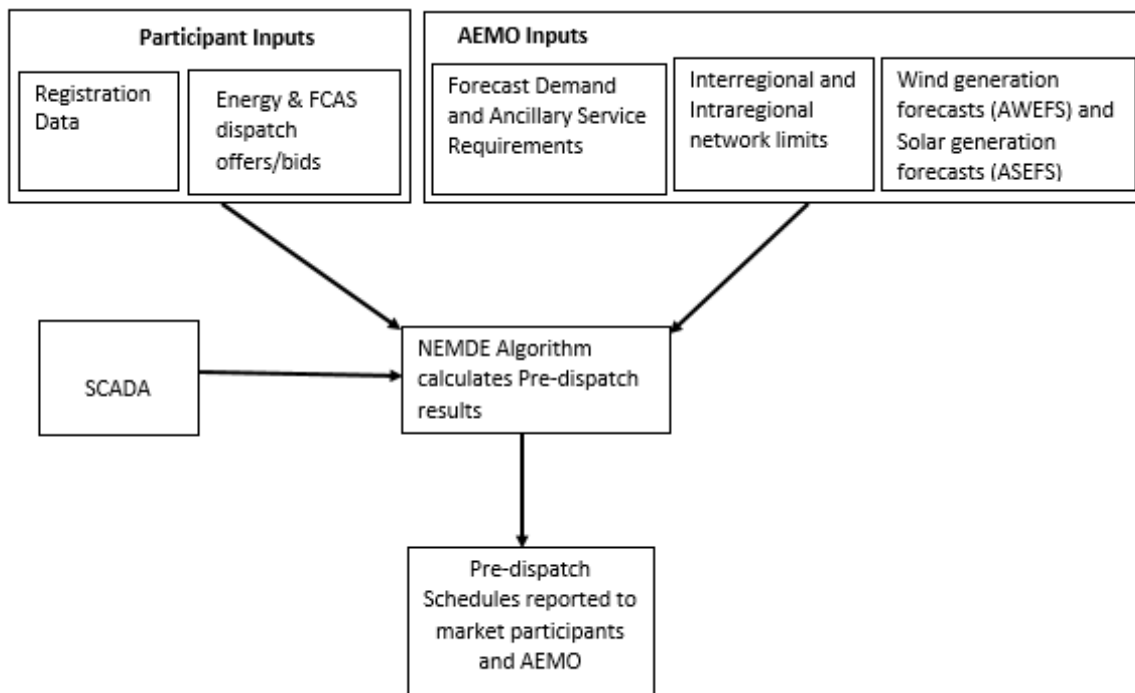 Participant Inputs
Registration
Data
Energy & FCAS
dispatch
offers/bids
AEMO Inputs
Forecast Demand
and Ancillary Service
Requirements
Interregional and
Intraregional
network limits
Wind generation
forecasts (AWEFS) and
Solar generation
forecasts (ASEFS)
SCADA
NEMDE Algorithm
calculates Pre-dispatch
results
Pre-dispatch
Schedules reported to
market participants
and AEMO